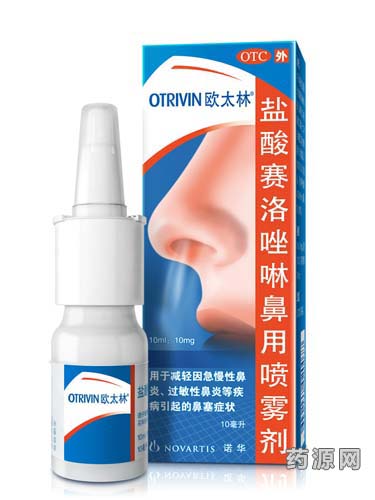 OTC 外
OTRIVIN 欧太林®
盐酸赛洛唑啉鼻用喷雾剂
10ml:10mg
用于减轻因急慢性鼻
炎、过敏性鼻炎等疾
病引起的鼻塞症状
10毫升
NOVARTIS 诺华
OTRIVIN 欧太林®
药源网